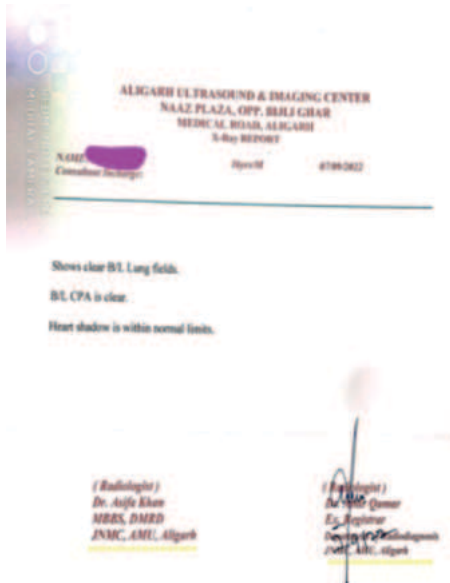 ALIGARH ULTRASOUND & IMAGING CENTER
NAAZ PLAZA, OPP. BIJLI GHAR
MEDICAL ROAD, ALIGARH
X-Ray REPORT
NAME
Consultant Incharge: 07/09/2022
Shows clear B/L Lung fields.
B/L CPA is clear.
Heart shadow is within normal limits.
( Radiologist )
Dr. Asifa Khan
MBBS, DMRD
JNMC, AMU, Aligarh
( Radiologist )
Qamar
Ex. Registrar
JNMC, AMU, Aligarh